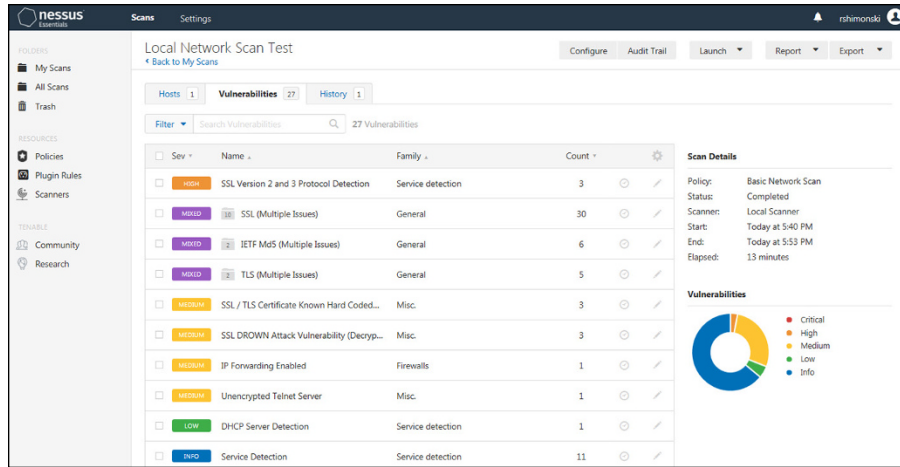 nessus
Essentials
Scans Settings
rshimonski
FOLDERS
My Scans
All Scans
Trash
RESOURCES
Policies
Plugin Rules
Scanners
TENABLE
Community
Research
Local Network Scan Test
Back to My Scans
Configure Audit Trail Launch Report Export
Hosts 1 Vulnerabilities 27 History 1
Filter Search Vulnerabilities 27 Vulnerabilities
Sev Name Family Count
HIGH SSL Version 2 and 3 Protocol Detection Service detection 3
MIXED 10 SSL (Multiple Issues) General 30
MIXED 2 IETF Md5 (Multiple Issues) General 6
MIXED 2 TLS (Multiple Issues) General 5
MEDIUM SSL / TLS Certificate Known Hard Coded... Misc. 3
MEDIUM SSL DROWN Attack Vulnerability (Decryp... Misc. 3
MEDIUM IP Forwarding Enabled Firewalls 1
MEDIUM Unencrypted Telnet Server Misc. 1
LOW DHCP Server Detection Service detection 1
INFO Service Detection Service detection 11
Scan Details
Policy: Basic Network Scan
Status: Completed
Scanner: Local Scanner
Start: Today at 5:40 PM
End: Today at 5:53 PM
Elapsed: 13 minutes
Vulnerabilities
Critical
High
Medium
Low
Info